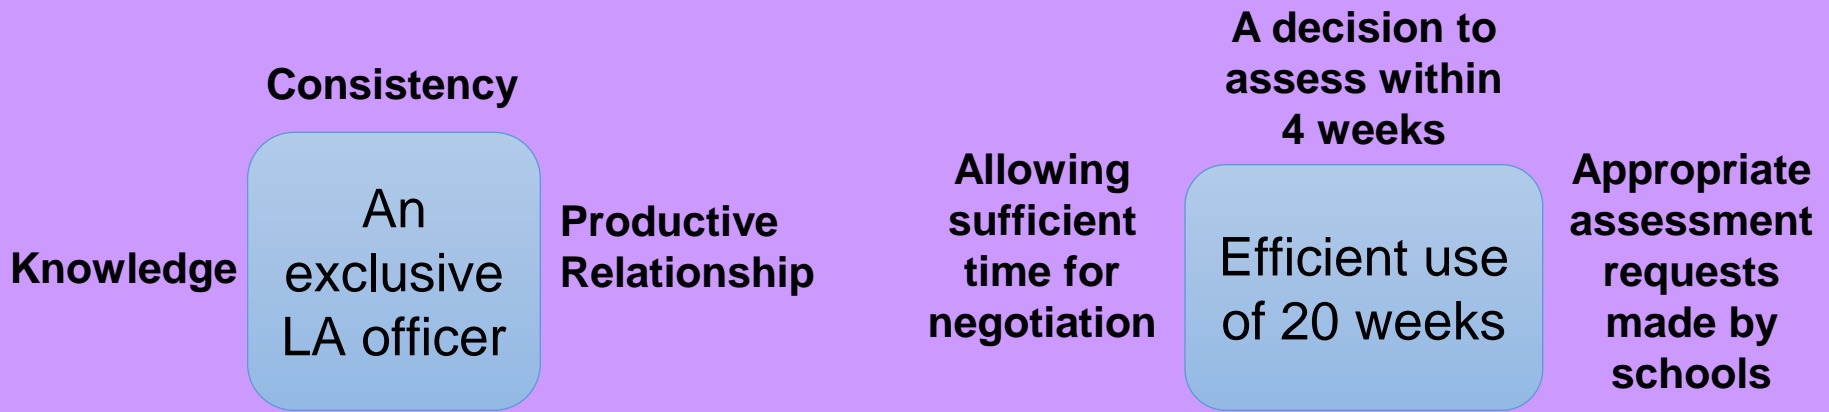 Consistency
Knowledge
An
exclusive
LA officer
Productive
Relationship
A decision to
assess within
4 weeks
Allowing
sufficient
time for
negotiation
Efficient use
of 20 weeks
Appropriate
assessment
requests
made by
schools